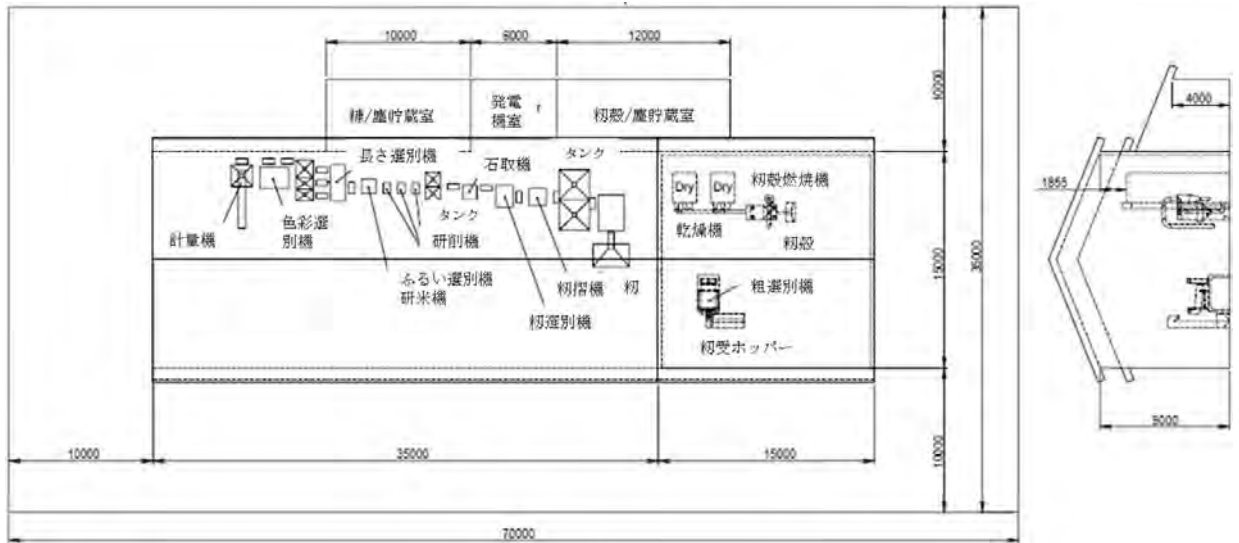 10000
6000
12000
糠/塵貯蔵室
発電
機室
籾殻/塵貯蔵室
10000
4000
長さ選別機
石取機
タンク
Dry
Dry
籾殻燃焼機
1855
計量機
色彩選
別機
タンク
研削機
乾燥機
籾殻
15000
35000
ふるい選別機
研米機
籾摺機
籾
粗選別機
籾選別機
籾受ホッパー
10000
35000
15000
10000
70000